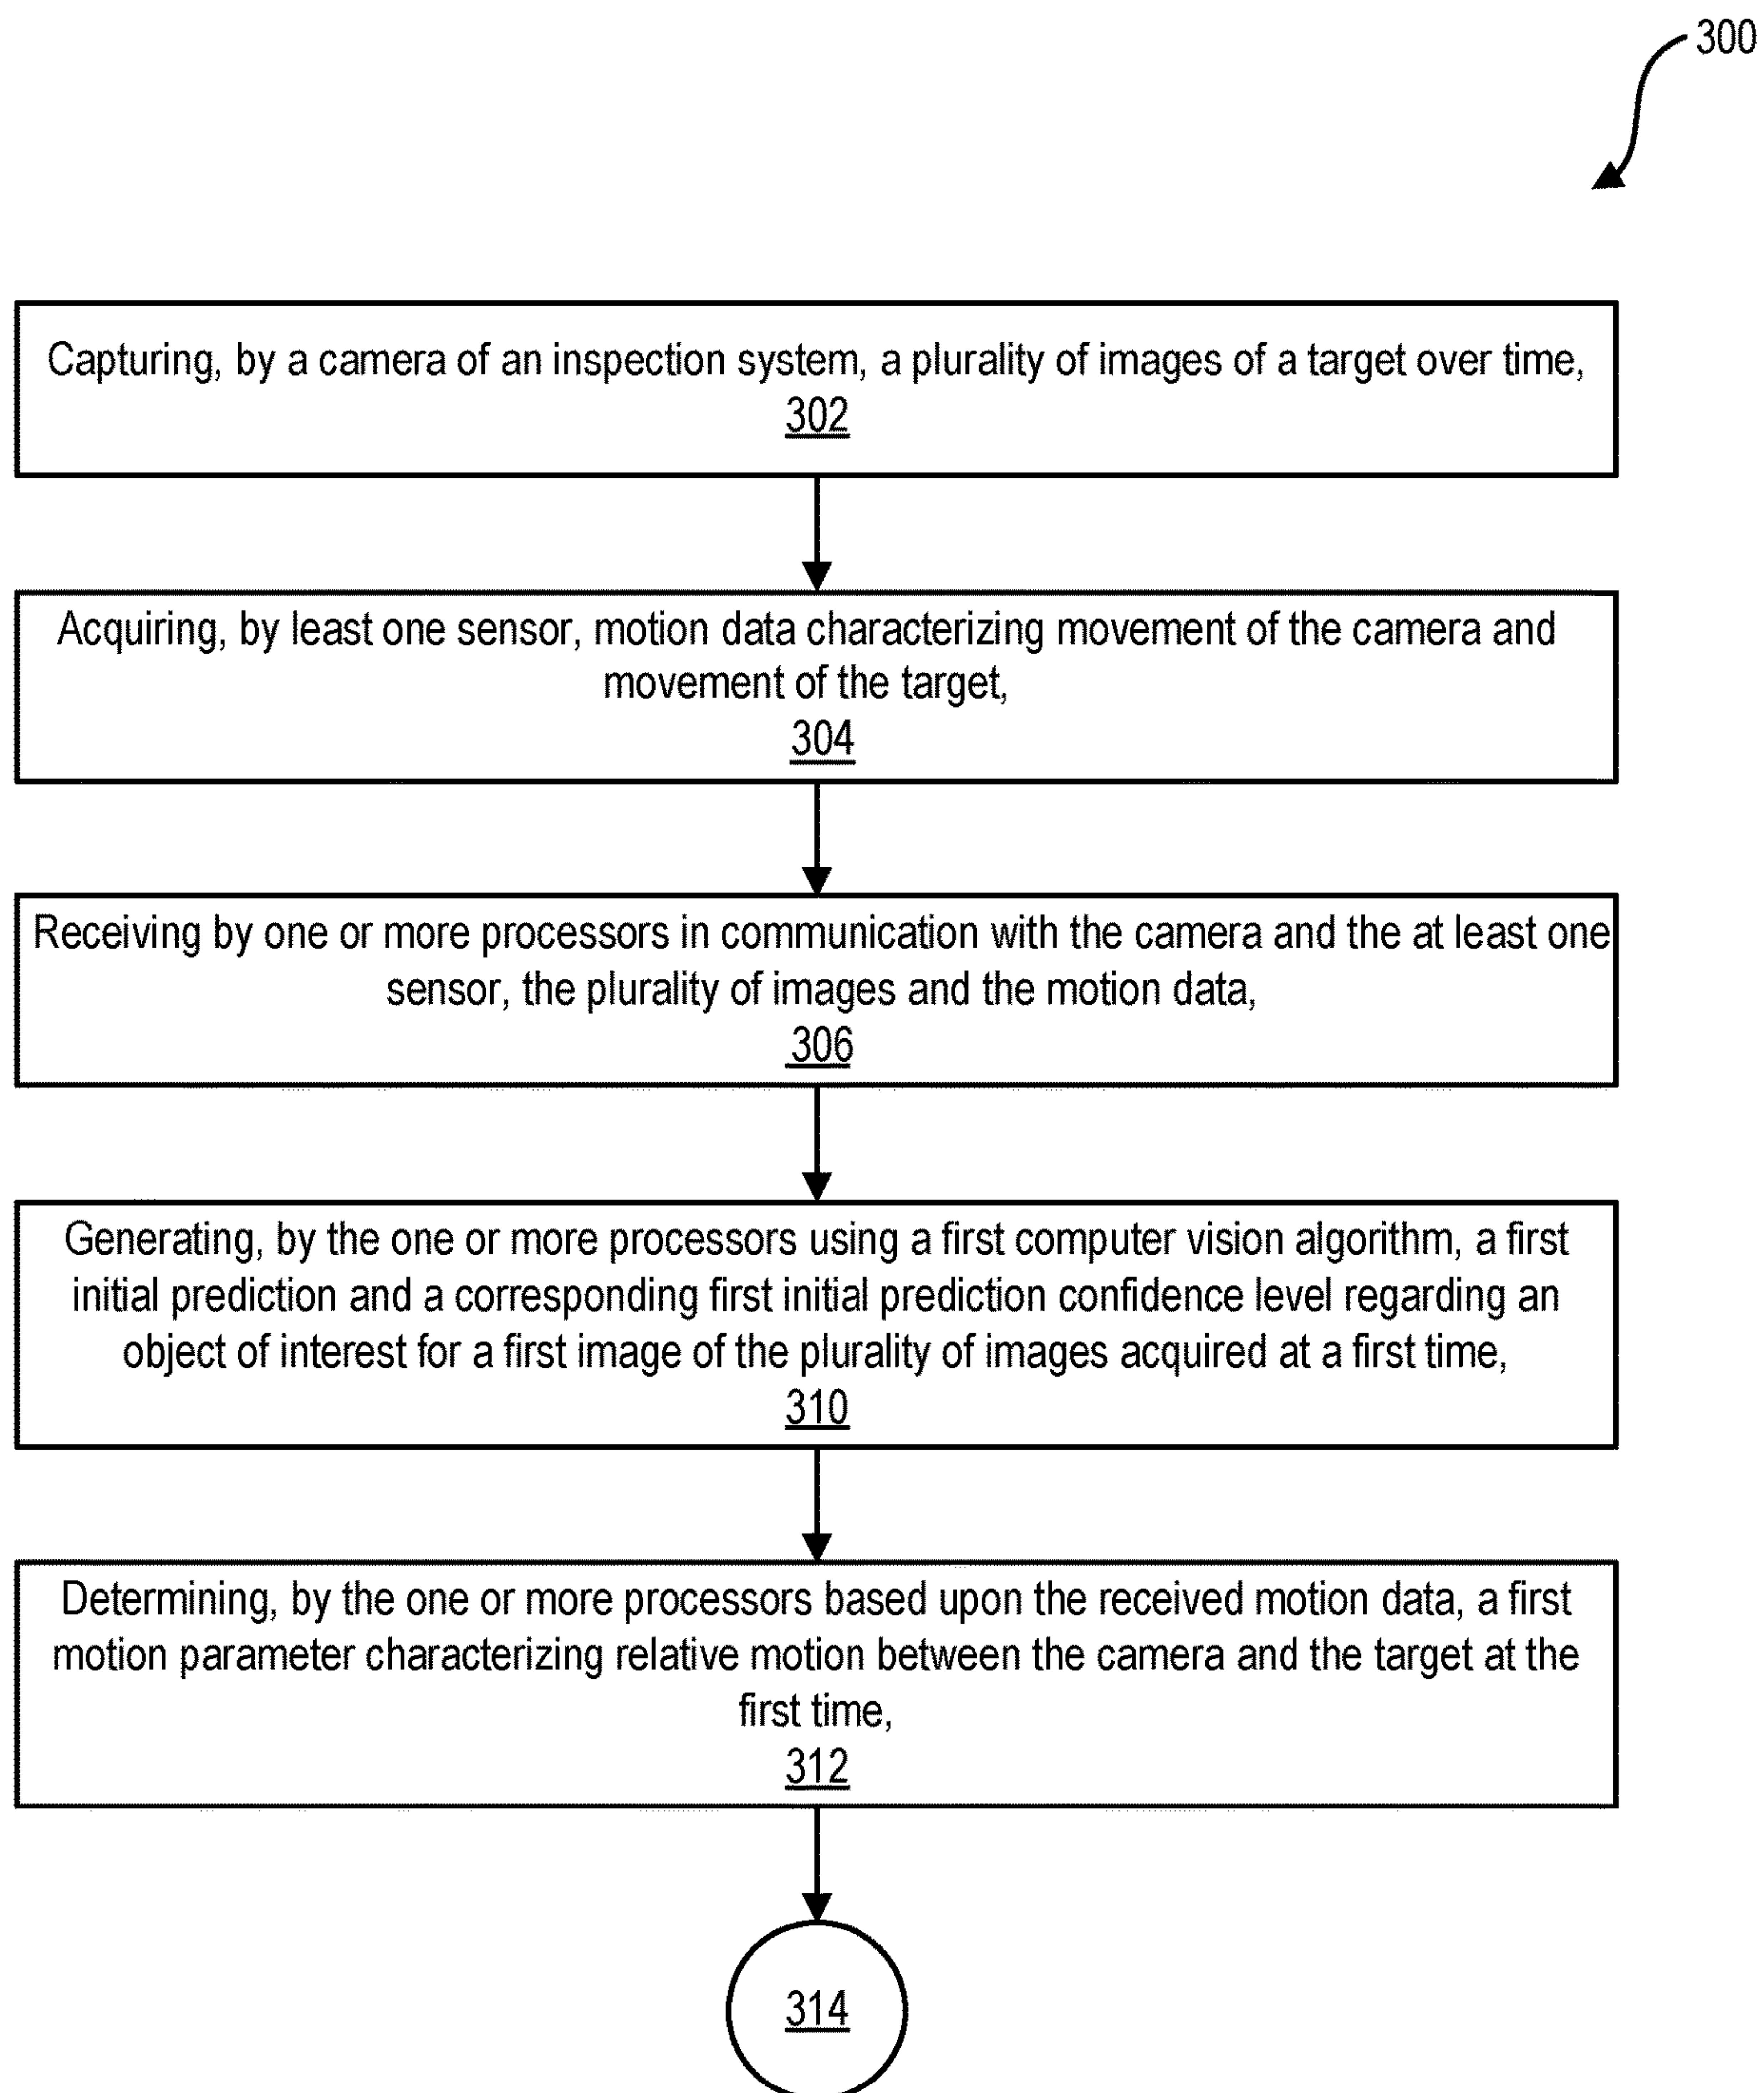 300
Capturing, by a camera of an inspection system, a plurality of images of a target over time,
302
Acquiring, by least one sensor, motion data characterizing movement of the camera and
movement of the target,
304
Receiving by one or more processors in communication with the camera and the at least one
sensor, the plurality of images and the motion data,
306
Generating, by the one or more processors using a first computer vision algorithm, a first
initial prediction and a corresponding first initial prediction confidence level regarding an
object of interest for a first image of the plurality of images acquired at a first time,
310
Determining, by the one or more processors based upon the received motion data, a first
motion parameter characterizing relative motion between the camera and the target at the
first time,
312
314